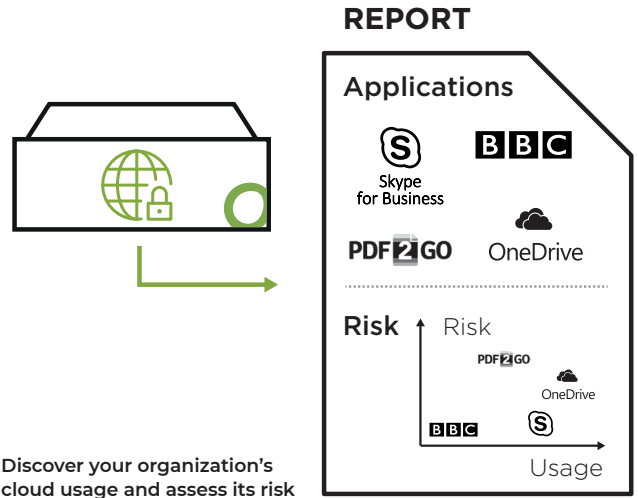 REPORT
Applications
S
BBC
Skype
for Business
PDF2GO
OneDrive
Risk
Risk
PDF2GO
OneDrive
BBC
S
Usage
Discover your organization's
cloud usage and assess its risk